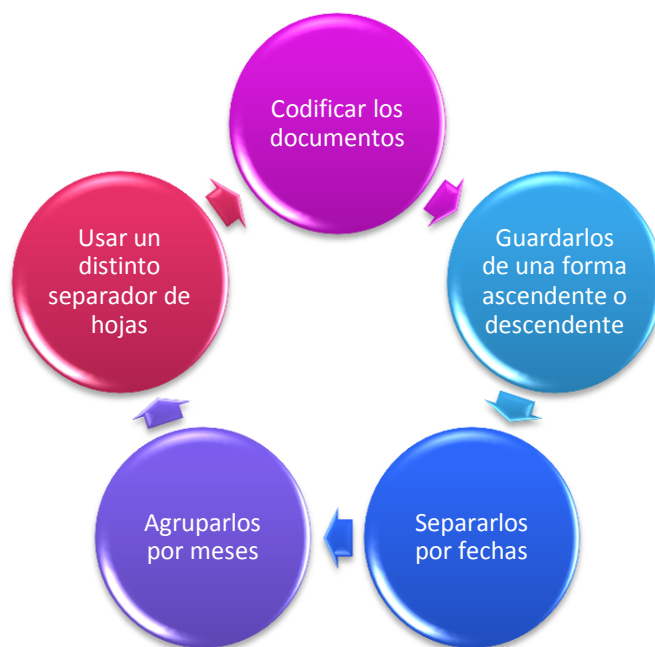 Codificar los
documentos
Guardarlos
de una forma
ascendente o
descendente
Separarlos
por fechas
Agruparlos
por meses
Usar un
distinto
separador de
hojas